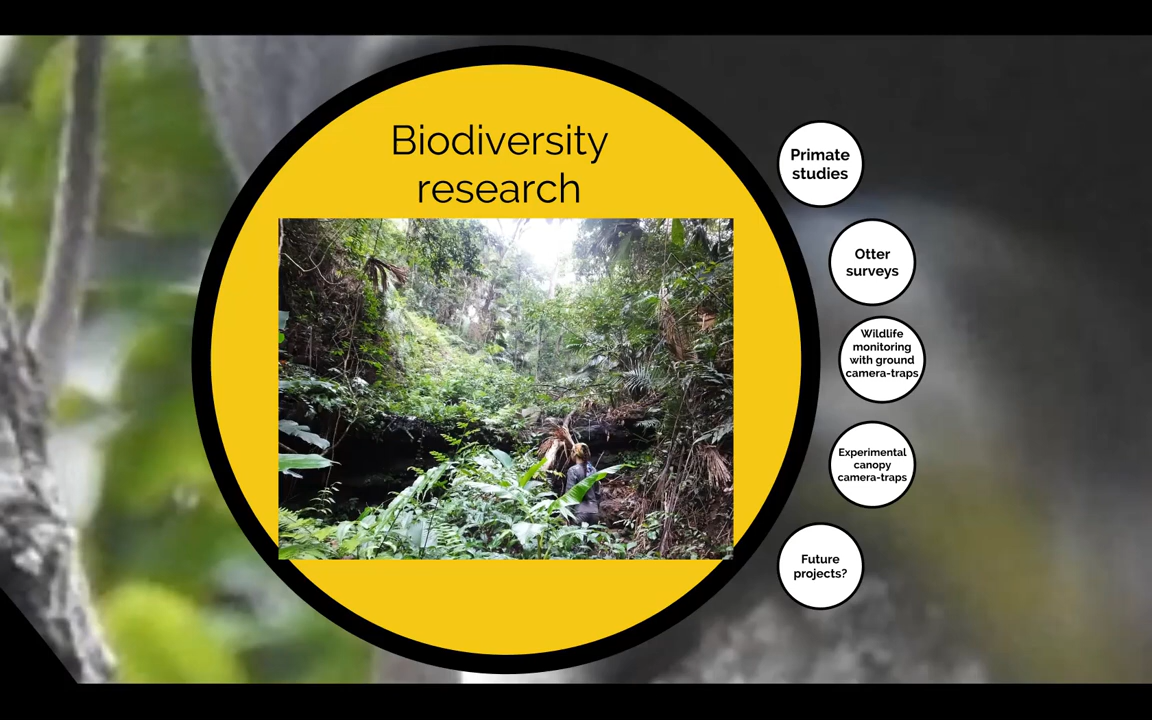 Biodiversity
research
Primate
studies
Otter
surveys
Wildlife
monitoring
with ground
camera-traps
Experimental
canopy
camera-traps
Future
projects?